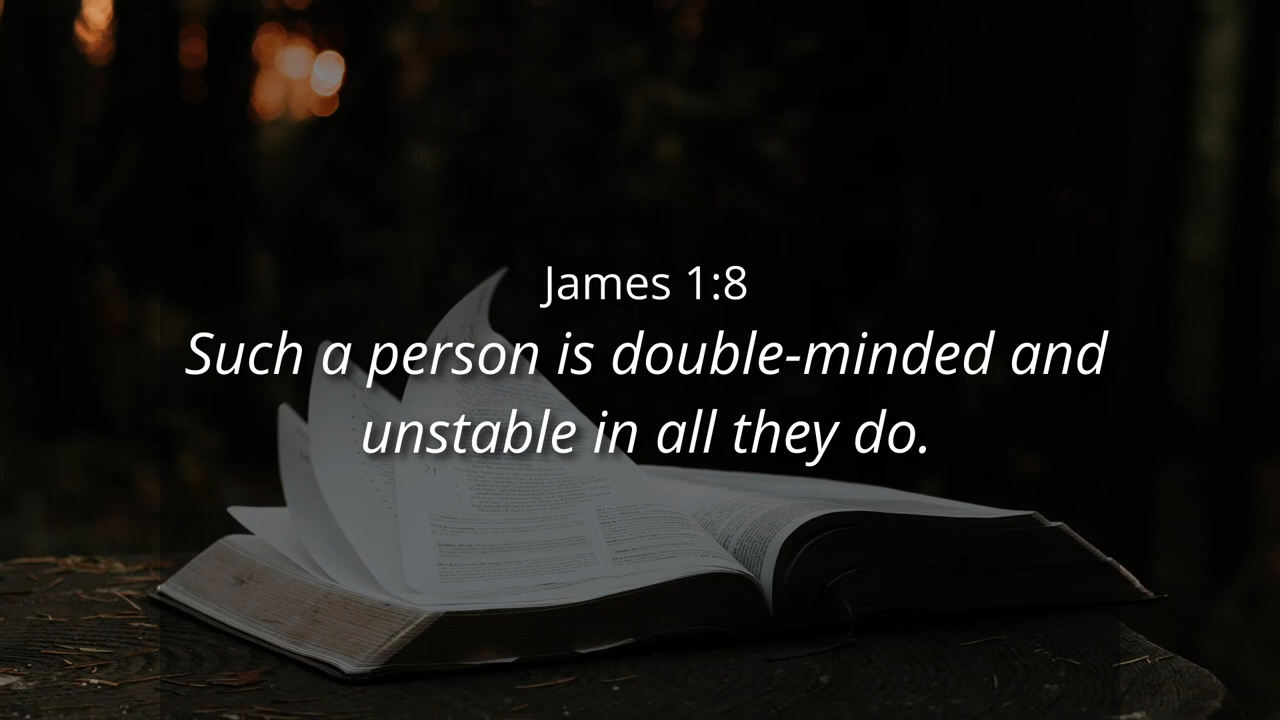 James 1:8
Such a person is double-minded and
unstable in all they do.